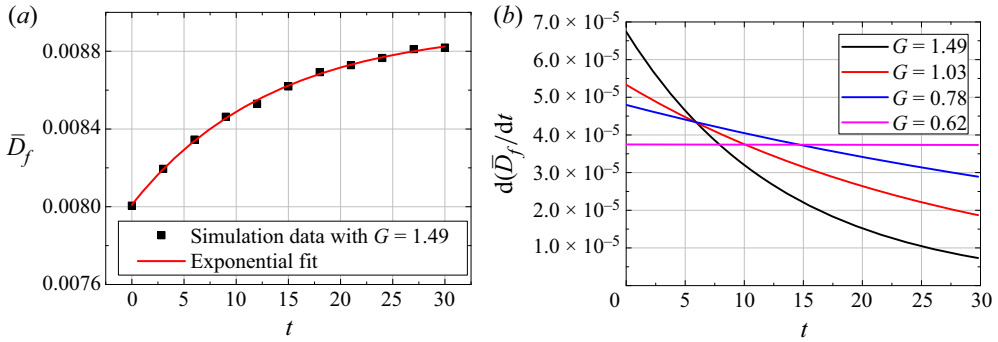 (a)
0.0088
0.0084
0.0080
0.0076
D̄f
Simulation data with G = 1.49
Exponential fit
0 5 10 15 20 25 30
t
(b)
7.0 × 10⁻⁵
6.0 × 10⁻⁵
5.0 × 10⁻⁵
4.0 × 10⁻⁵
3.0 × 10⁻⁵
2.0 × 10⁻⁵
1.0 × 10⁻⁵
d(D̄f/dt
G = 1.49
G = 1.03
G = 0.78
G = 0.62
0 5 10 15 20 25 30
t